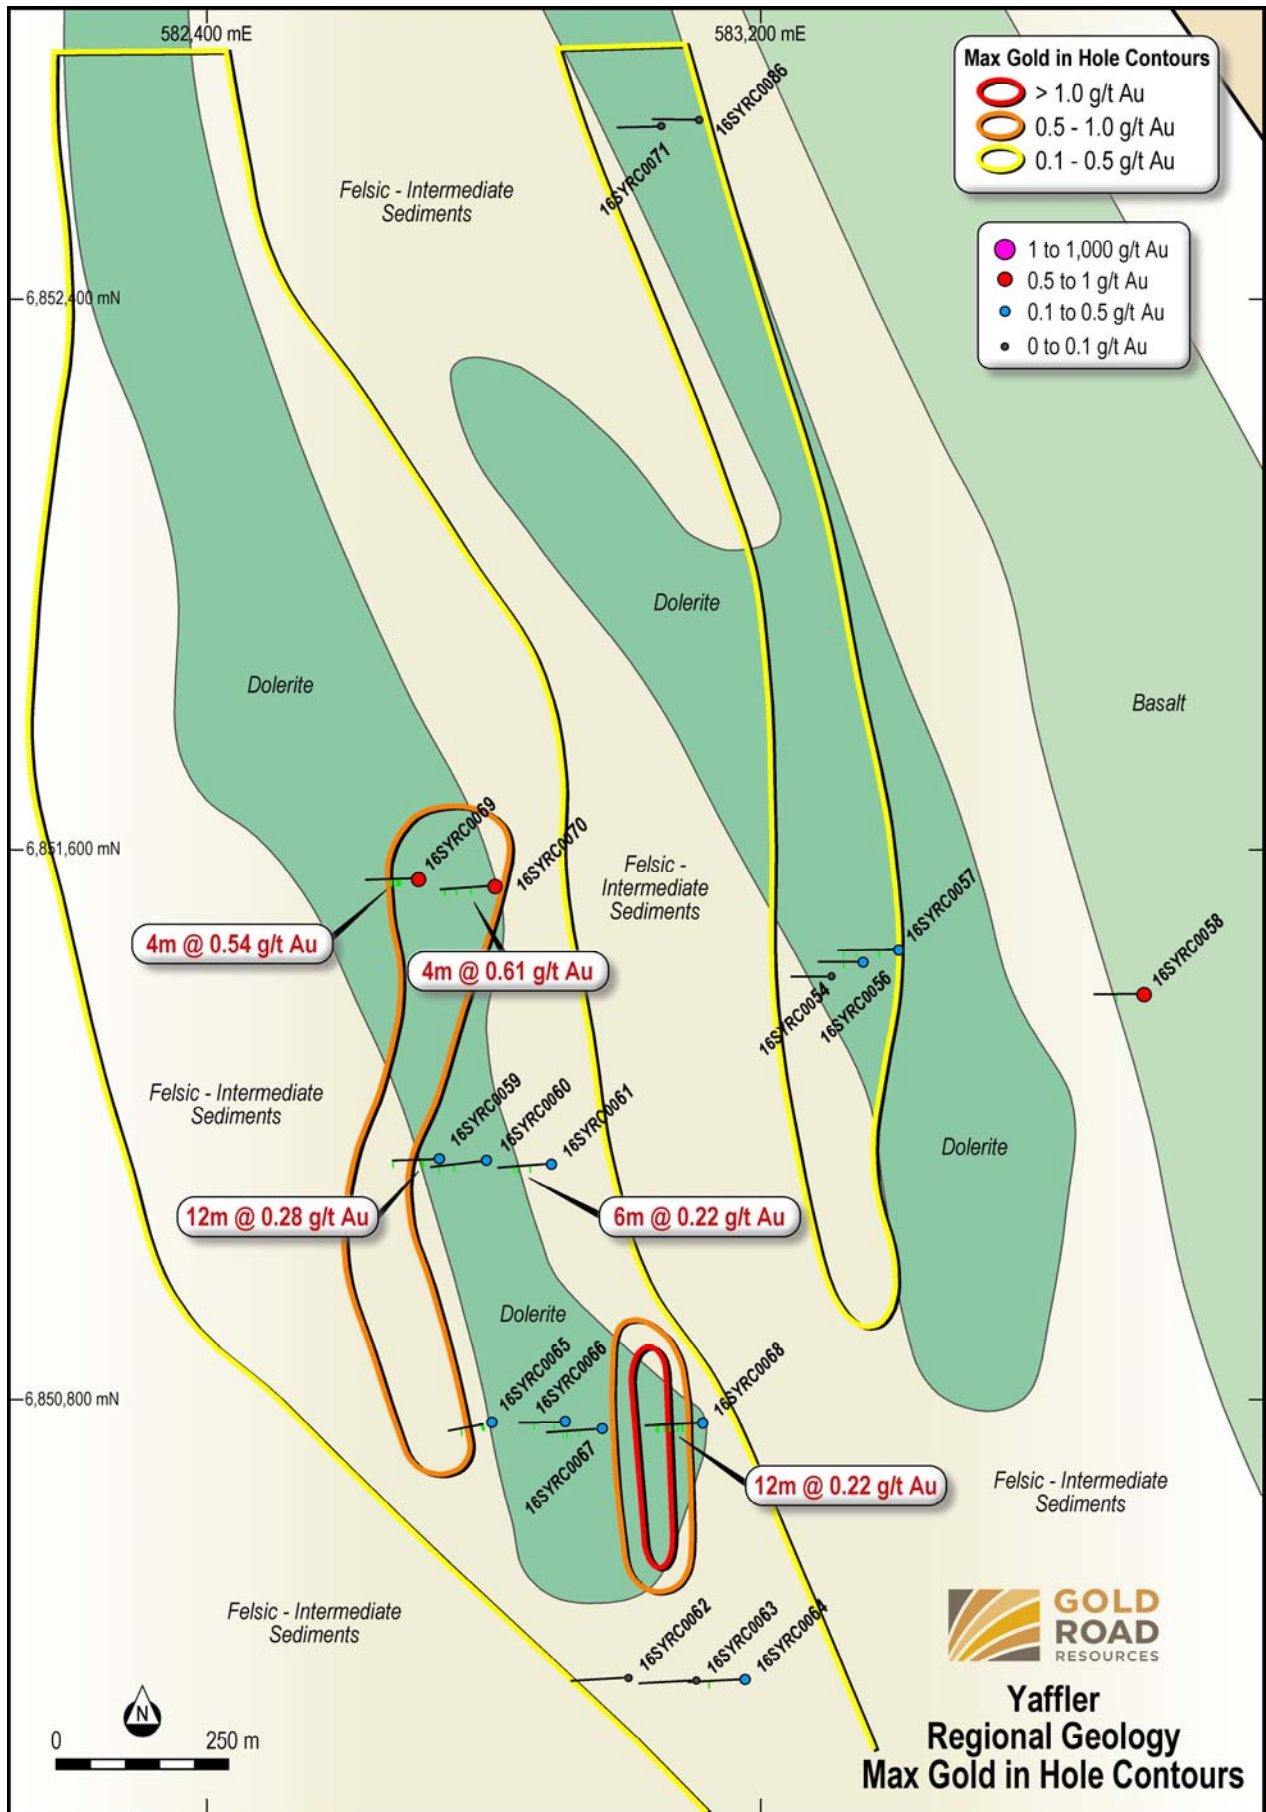 582,400 mE
583,200 mE
Max Gold in Hole Contours
> 1.0 g/t Au
0.5 - 1.0 g/t Au
0.1 - 0.5 g/t Au
1 to 1,000 g/t Au
0.5 to 1 g/t Au
0.1 to 0.5 g/t Au
0 to 0.1 g/t Au
16SYRC0086
16SYRC0071
Felsic - Intermediate
Sediments
6,852,400 mN
Dolerite
Dolerite
Basalt
6,851,600 mN
16SYRC0069
16SYRC0070
Felsic -
Intermediate
Sediments
16SYRC0057
16SYRC0058
4m @ 0.54 g/t Au
4m @ 0.61 g/t Au
16SYRC0054
16SYRC0056
Felsic - Intermediate
Sediments
16SYRC0059
16SYRC0060
16SYRC0061
Dolerite
12m @ 0.28 g/t Au
6m @ 0.22 g/t Au
Dolerite
6,850,800 mN
16SYRC0065
16SYRC0066
16SYRC0067
16SYRC0068
12m @ 0.22 g/t Au
Felsic - Intermediate
Sediments
Felsic - Intermediate
Sediments
16SYRC0062
16SYRC0063
16SYRC0064
GOLD
ROAD
RESOURCES
N
0
250 m
Yaffler
Regional Geology
Max Gold in Hole Contours